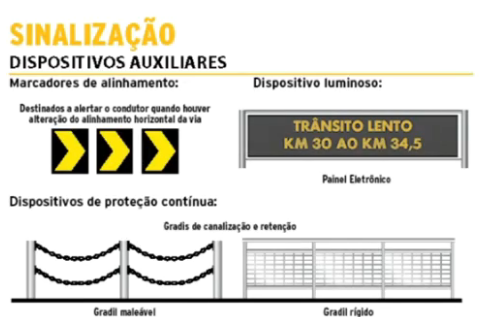 SINALIZAÇÃO
DISPOSITIVOS AUXILIARES
Marcadores de alinhamento:
Destinados a alertar o condutor quando houver
alteração do alinhamento horizontal da via
Dispositivo luminoso:
TRÂNSITO LENTO
KM 30 AO KM 34,5
Painel Eletrônico
Dispositivos de proteção contínua:
Gradis de canalização e retenção
Gradil maleável
Gradil rígido